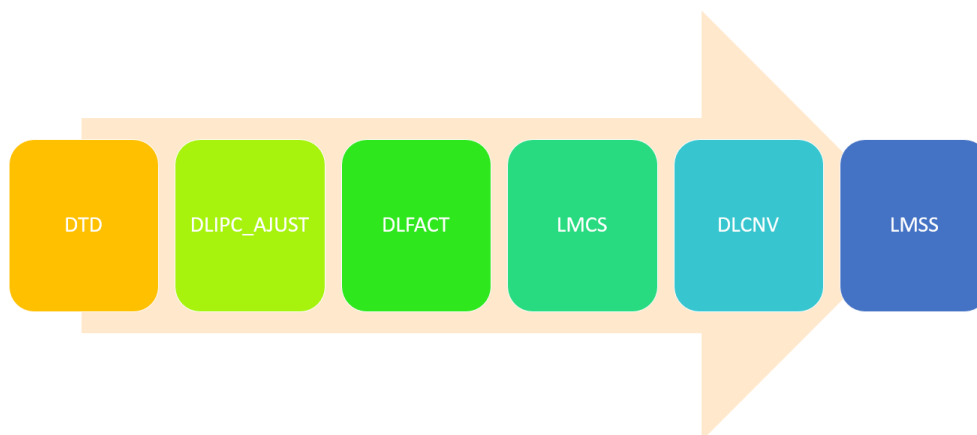 DTD
DLIPC_AJUST
DLFACT
LMCS
DLCNV
LMSS